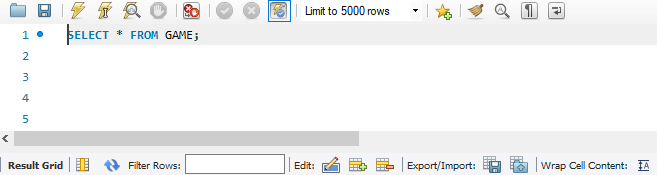 Limit to 5000 rows
1 SELECT * FROM GAME;
2
3
4
5
Result Grid Filter Rows: Edit: Export/Import: Wrap Cell Content: